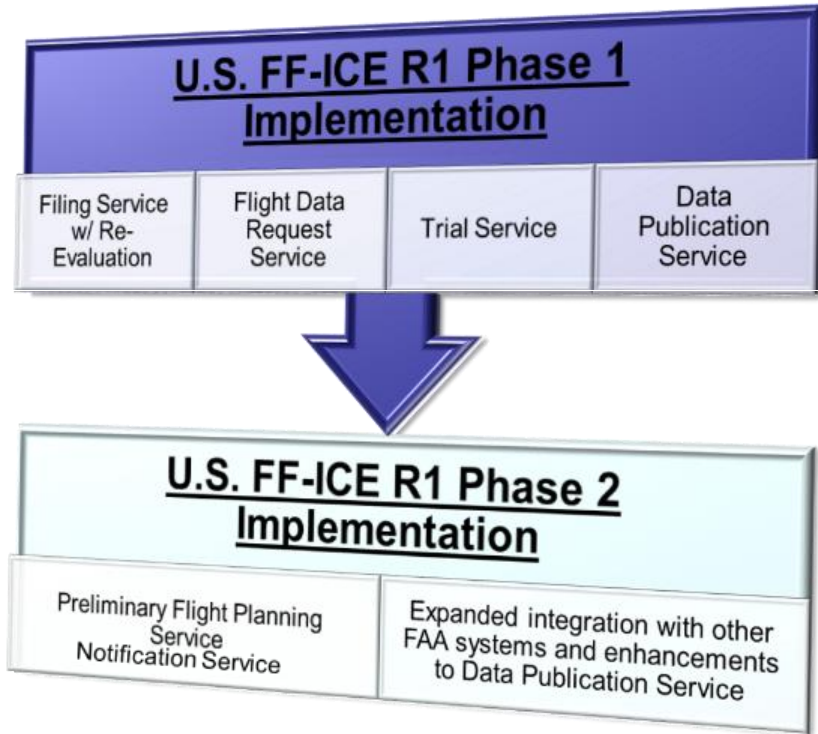 U.S. FF-ICE R1 Phase 1
Implementation
Filing Service
w/ Re-
Evaluation
Flight Data
Request
Service
Trial Service
Data
Publication
Service
U.S. FF-ICE R1 Phase 2
Implementation
Preliminary Flight Planning
Service
Notification Service
Expanded integration with other
FAA systems and enhancements
to Data Publication Service